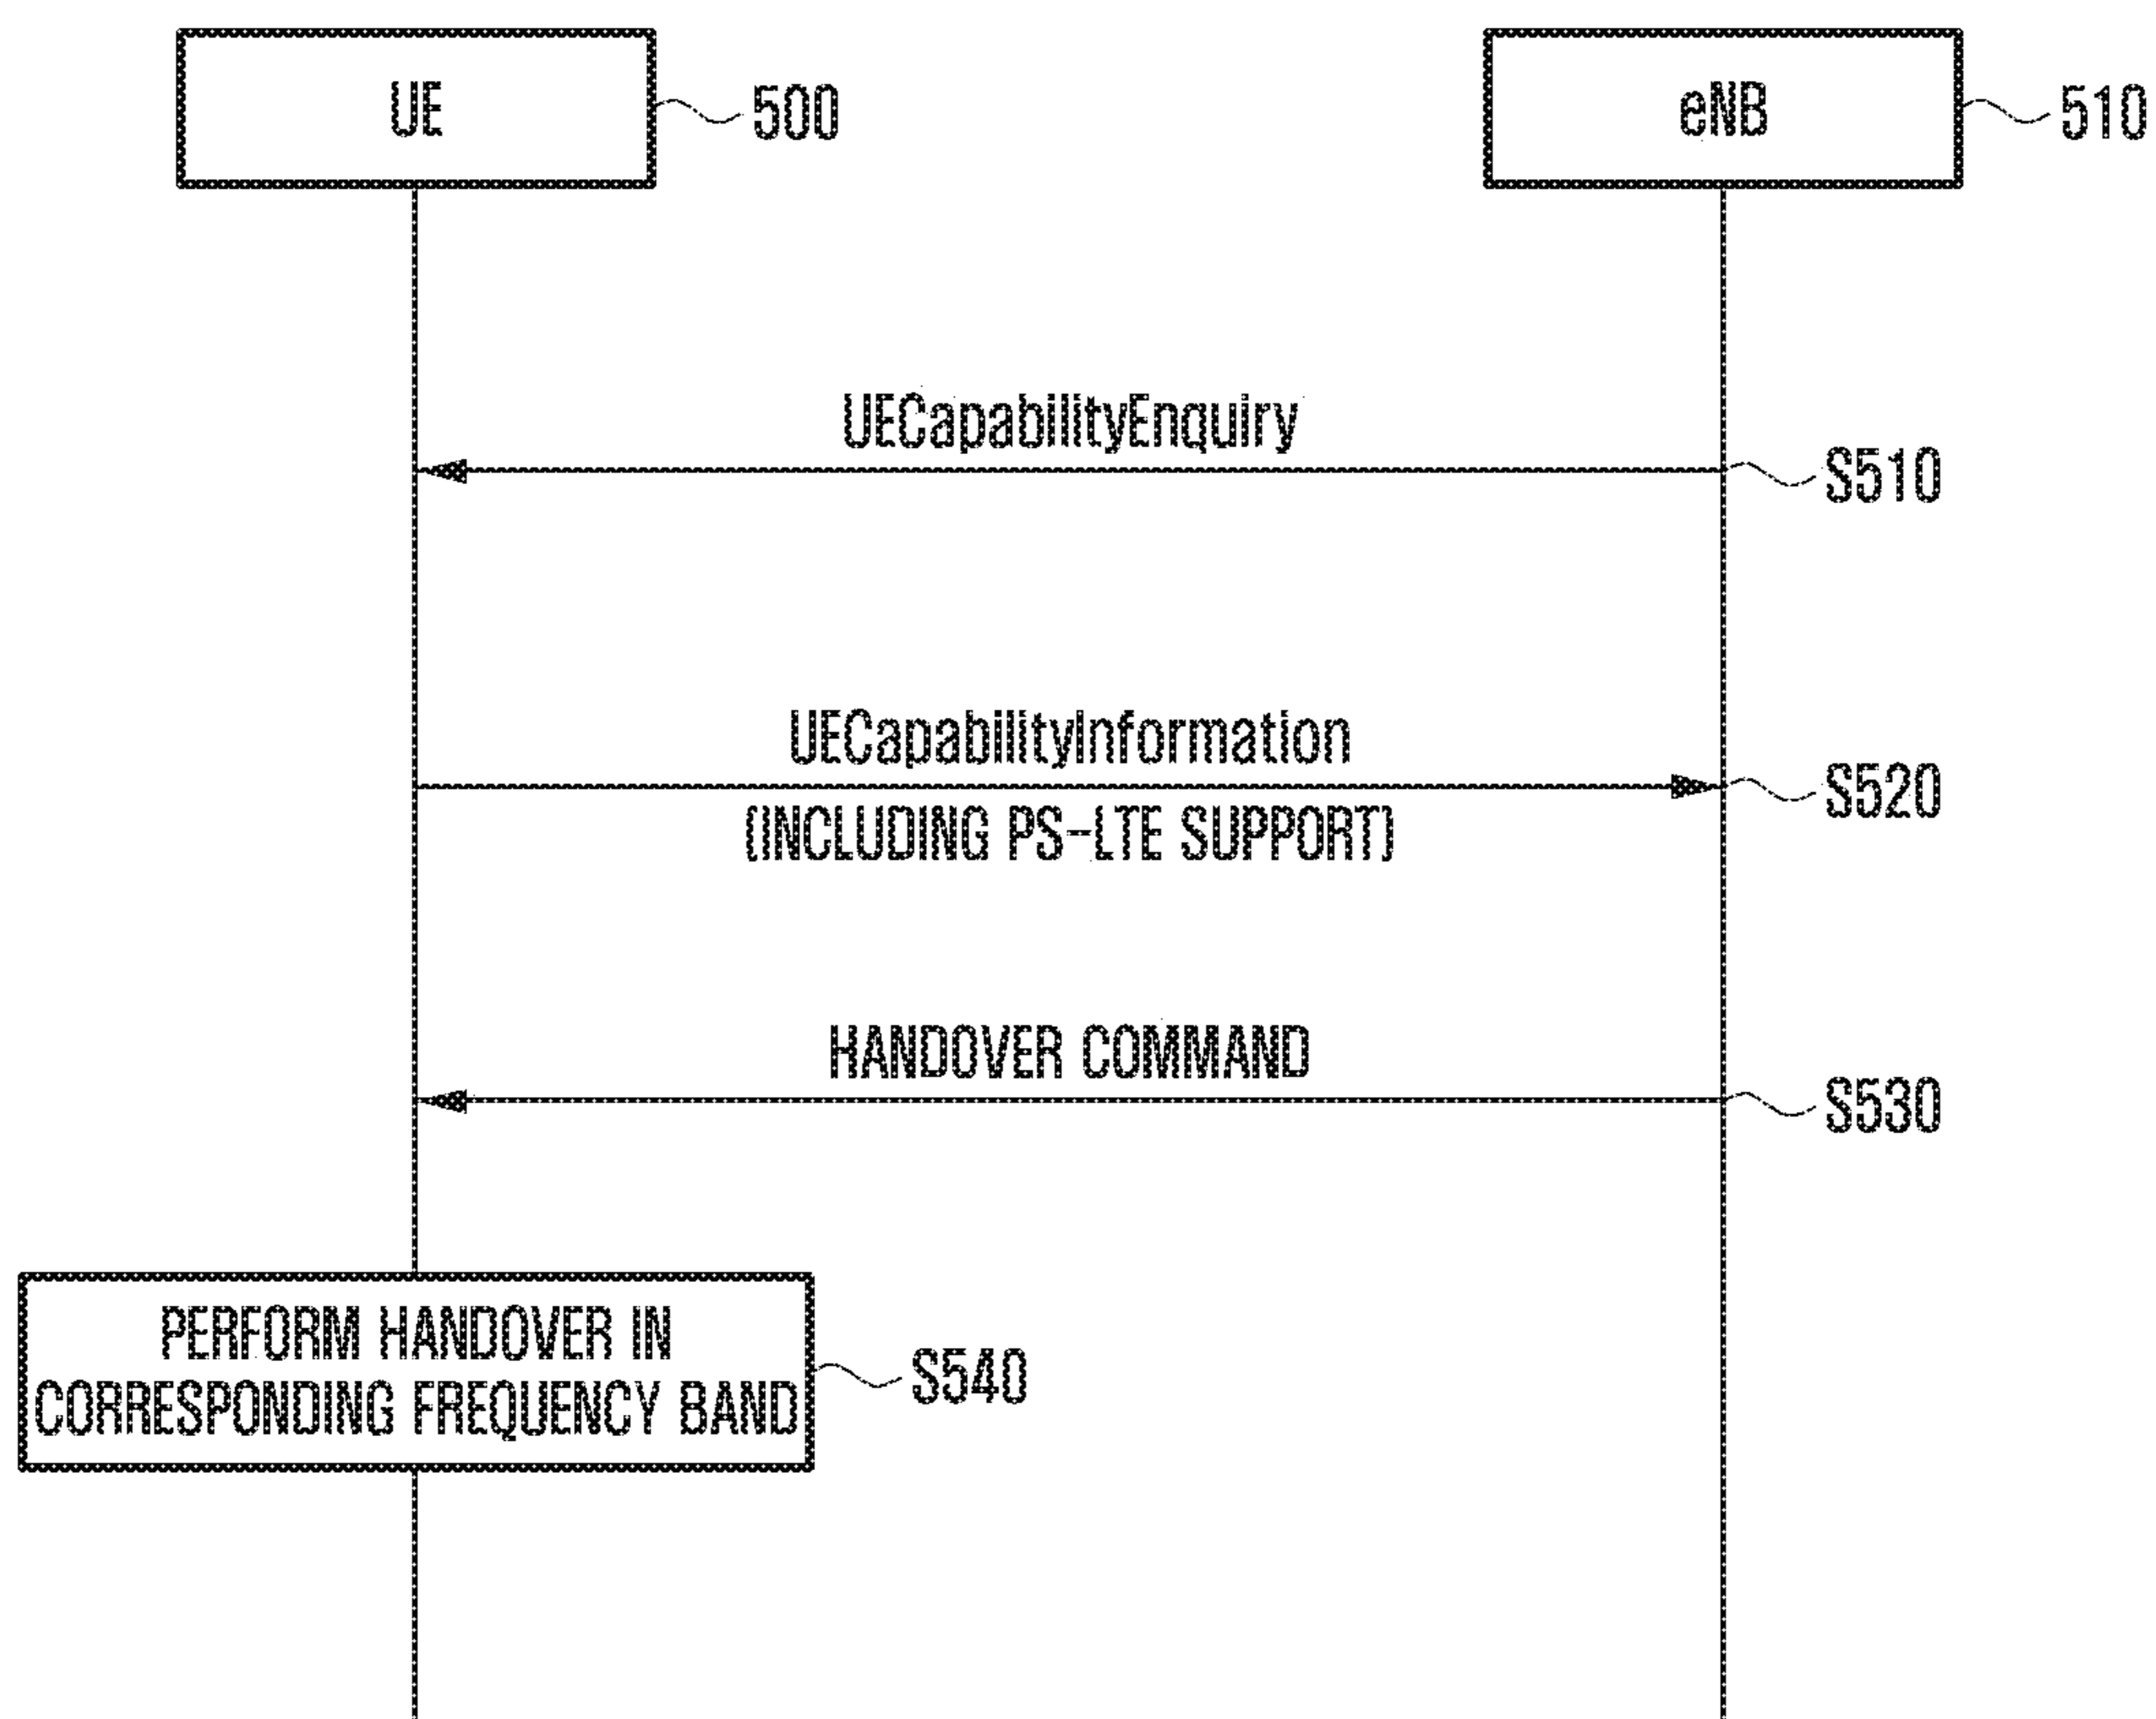 UE
500
eNB
510
UECapabilityEnquiry
S510
UECapabilityInformation
S520
(INCLUDING PS-LTE SUPPORT)
HANDOVER COMMAND
S530
PERFORM HANDOVER IN
CORRESPONDING FREQUENCY BAND
S540